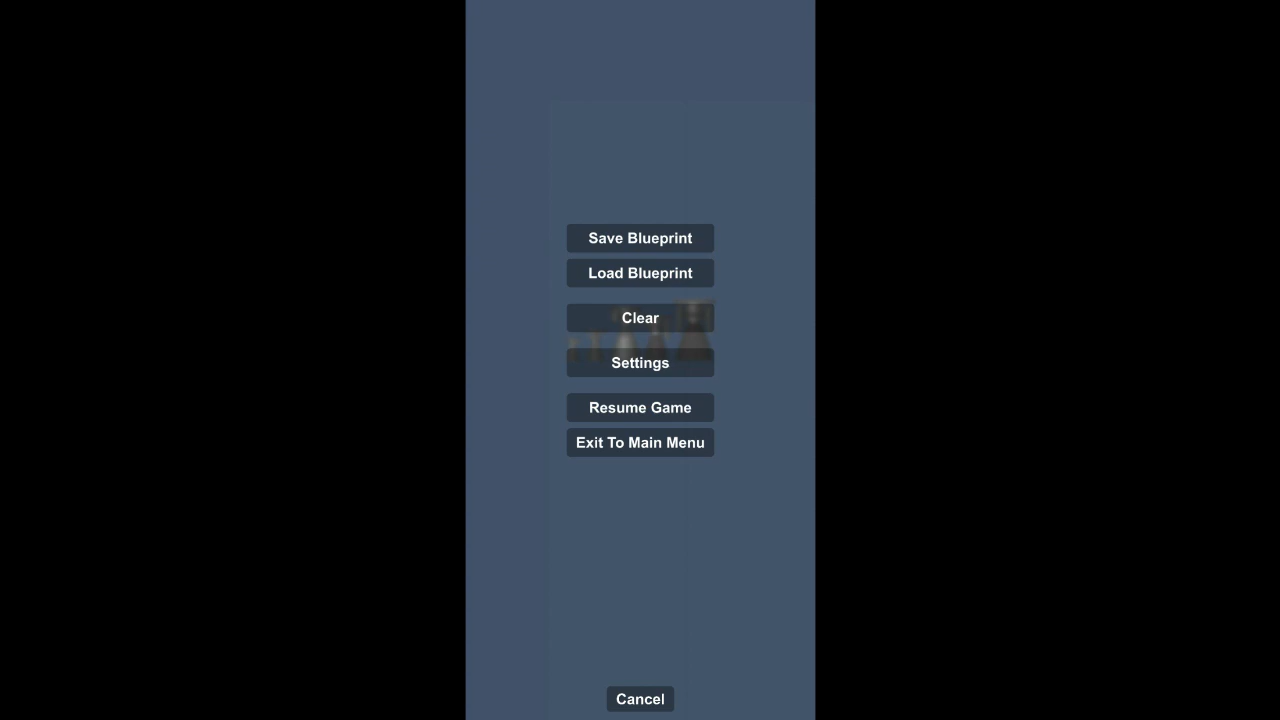 Save Blueprint
Load Blueprint
Clear
Settings
Resume Game
Exit To Main Menu
Cancel